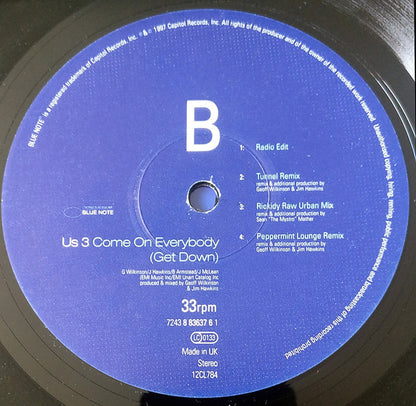 BLUE NOTE® is a registered trademark of Capitol Records, Inc. ℗ & © 1997 Capitol Records, Inc. All rights of the producer and of the owner of the recorded work reserved. Unauthorised copying, hiring, renting, public performance and broadcasting of this recording prohibited.
B
1: Radio Edit
2: Tunnel Remix
remix & additional production by
Geoff Wilkinson & Jim Hawkins
3: Rickidy Raw Urban Mix
remix & additional production by
Sean "The Mystro" Mather
4: Peppermint Lounge Remix
remix & additional production by
Geoff Wilkinson & Jim Hawkins
BLUE NOTE
Us 3 Come On Everybody
(Get Down)
G Wilkinson/J Hawkins/B Armstead/J McLean
/EMI Music Inc/EMI Unart Catalog Inc
produced & mixed by Geoff Wilkinson
& Jim Hawkins
33rpm
7243 8 83637 6 1
LC 0133
Made in UK
Stereo
12CL784